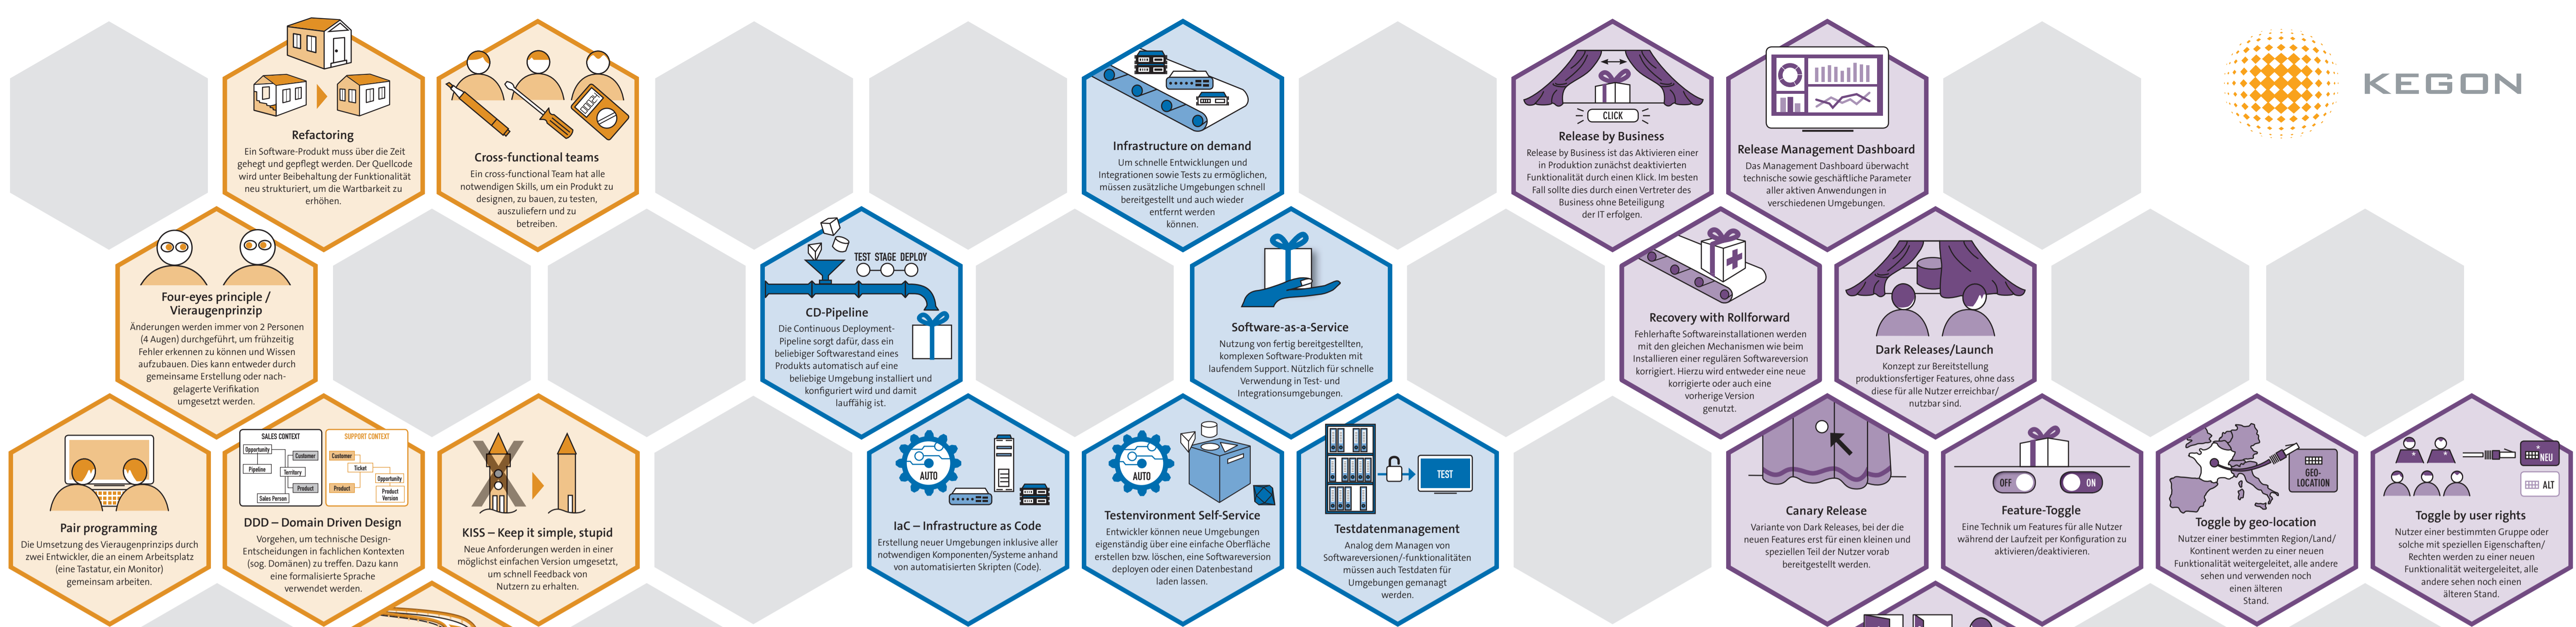 KEGON
Refactoring
Ein Software-Produkt muss über die Zeit
gehegt und gepflegt werden. Der Quellcode
wird unter Beibehaltung der Funktionalität
neu strukturiert, um die Wartbarkeit zu
erhöhen.
Cross-functional teams
Ein cross-functional Team hat alle
notwendigen Skills, um ein Produkt zu
designen, zu bauen, zu testen,
auszuliefern und zu
betreiben.
Infrastructure on demand
Um schnelle Entwicklungen und
Integrationen sowie Tests zu ermöglichen,
müssen zusätzliche Umgebungen schnell
bereitgestellt und auch wieder
entfernt werden
können.
CLICK
Release by Business
Release by Business ist das Aktivieren einer
in Produktion zunächst deaktivierten
Funktionalität durch einen Klick. Im besten
Fall sollte dies durch einen Vertreter des
Business ohne Beteiligung
der IT erfolgen.
Release Management Dashboard
Das Management Dashboard überwacht
technische sowie geschäftliche Parameter
aller aktiven Anwendungen in
verschiedenen Umgebungen.
Four-eyes principle /
Vieraugenprinzip
Änderungen werden immer von 2 Personen
(4 Augen) durchgeführt, um frühzeitig
Fehler erkennen zu können und Wissen
aufzubauen. Dies kann entweder durch
gemeinsame Erstellung oder nach-
gelagerte Verifikation
umgesetzt werden.
TEST STAGE DEPLOY
CD-Pipeline
Die Continuous Deployment-
Pipeline sorgt dafür, dass ein
beliebiger Softwarestand eines
Produkts automatisch auf eine
beliebige Umgebung installiert und
konfiguriert wird und damit
lauffähig ist.
Software-as-a-Service
Nutzung von fertig bereitgestellten,
komplexen Software-Produkten mit
laufendem Support. Nützlich für schnelle
Verwendung in Test- und
Integrationsumgebungen.
Recovery with Rollforward
Fehlerhafte Softwareinstallationen werden
mit den gleichen Mechanismen wie beim
Installieren einer regulären Softwareversion
korrigiert. Hierzu wird entweder eine neue
korrigierte oder auch eine
vorherige Version
genutzt.
Dark Releases/Launch
Konzept zur Bereitstellung
produktionsfertiger Features, ohne dass
diese für alle Nutzer erreichbar/
nutzbar sind.
Pair programming
Die Umsetzung des Vieraugenprinzips durch
zwei Entwickler, die an einem Arbeitsplatz
(eine Tastatur, ein Monitor)
gemeinsam arbeiten.
SALES CONTEXT
Opportunity
Customer
Pipeline
Territory
Product
Sales Person
SUPPORT CONTEXT
Customer
Ticket
Opportunity
Product
Product
Version
DDD – Domain Driven Design
Vorgehen, um technische Design-
Entscheidungen in fachlichen Kontexten
(sog. Domänen) zu treffen. Dazu kann
eine formalisierte Sprache
verwendet werden.
KISS – Keep it simple, stupid
Neue Anforderungen werden in einer
möglichst einfachen Version umgesetzt,
um schnell Feedback von
Nutzern zu erhalten.
AUTO
IaC – Infrastructure as Code
Erstellung neuer Umgebungen inklusive aller
notwendigen Komponenten/Systeme anhand
von automatisierten Skripten (Code).
AUTO
Testenvironment Self-Service
Entwickler können neue Umgebungen
eigenständig über eine einfache Oberfläche
erstellen bzw. löschen, eine Softwareversion
deployen oder einen Datenbestand
laden lassen.
TEST
Testdatenmanagement
Analog dem Managen von
Softwareversionen/-funktionalitäten
müssen auch Testdaten für
Umgebungen gemanagt
werden.
Canary Release
Variante von Dark Releases, bei der die
neuen Features erst für einen kleinen und
speziellen Teil der Nutzer vorab
bereitgestellt werden.
OFF
ON
Feature-Toggle
Eine Technik um Features für alle Nutzer
während der Laufzeit per Konfiguration zu
aktivieren/deaktivieren.
GEO-
LOCATION
Toggle by geo-location
Nutzer einer bestimmten Region/Land/
Kontinent werden zu einer neuen
Funktionalität weitergeleitet, alle andere
sehen und verwenden noch
einen älteren
Stand.
NEU
ALT
Toggle by user rights
Nutzer einer bestimmten Gruppe oder
solche mit speziellen Eigenschaften/
Rechten werden zu einer neuen
Funktionalität weitergeleitet, alle
andere sehen noch einen
älteren Stand.